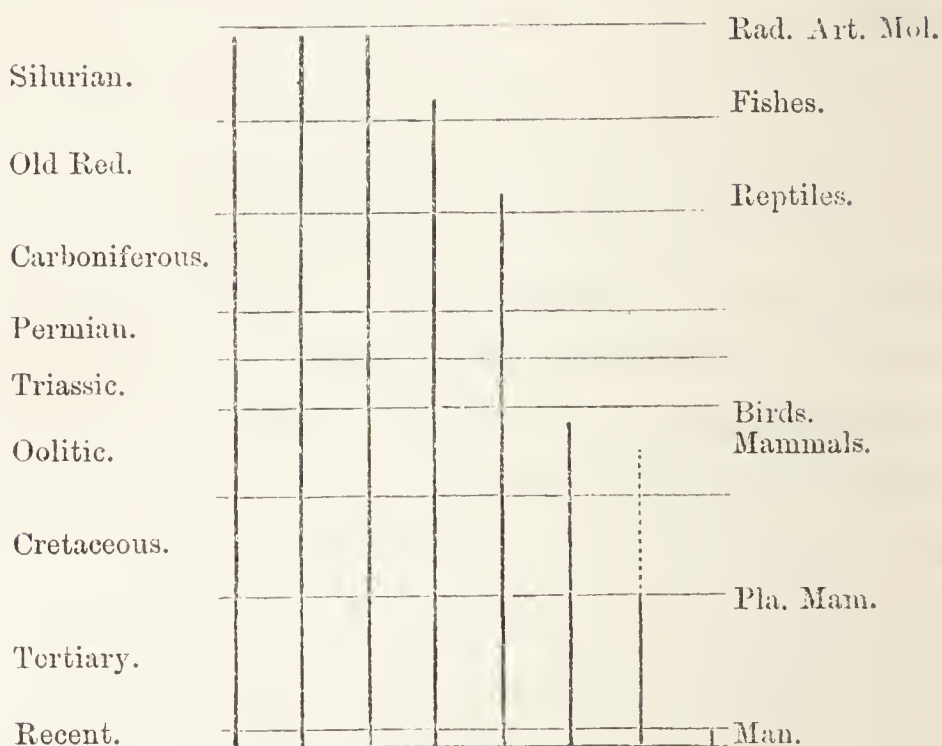 Rad. Art. Mol.
Silurian.
Fishes.
Old Red.
Reptiles.
Carboniferous.
Permian.
Triassic.
Birds.
Oolitic.
Mammals.
Cretaceous.
Pla. Mam.
Tertiary.
Recent.
Man.